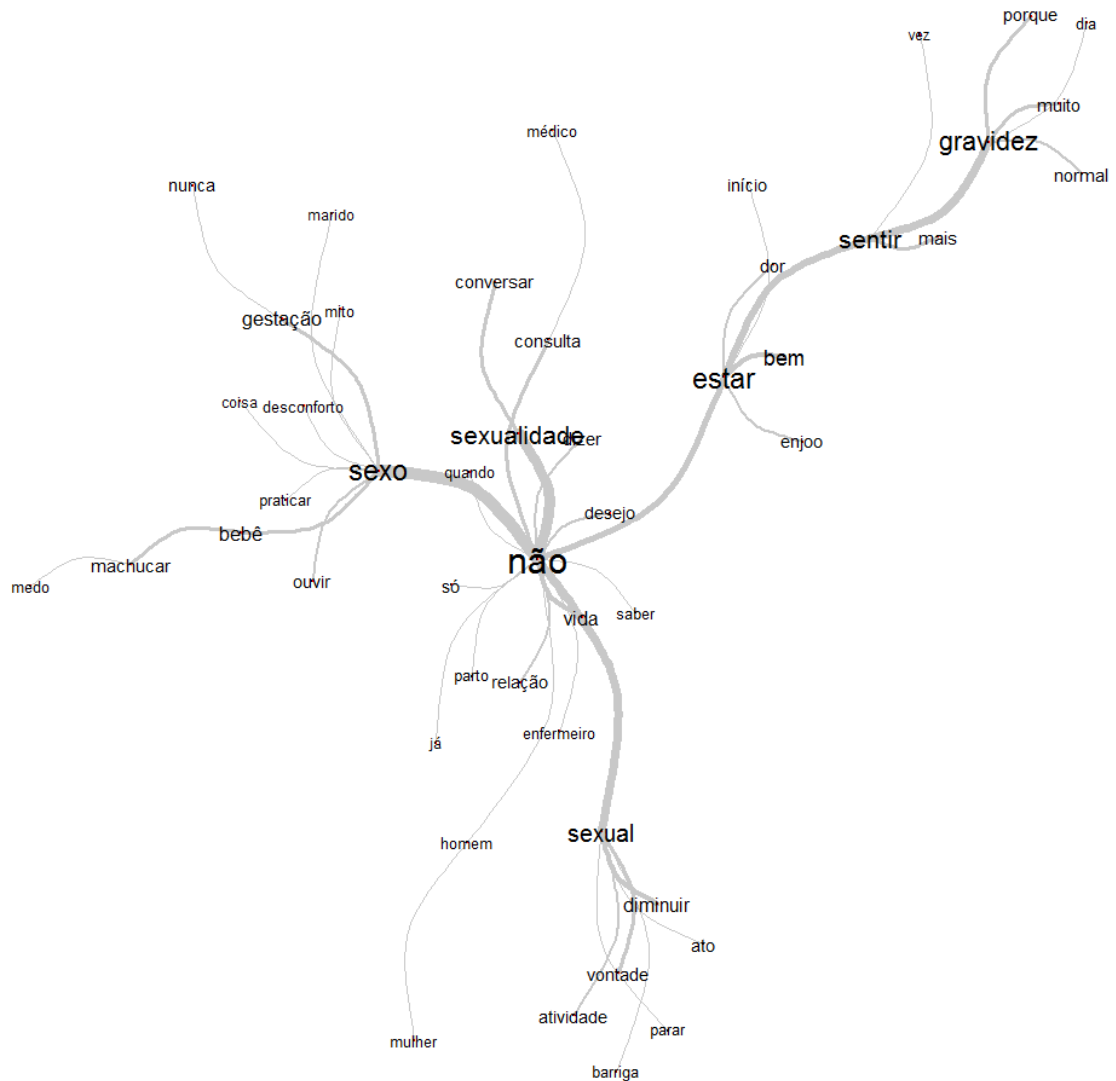 porque
dia
vez
muito
médico
gravidez
normal
nunca
início
marido
sentir
mais
dor
conversar
gestação
mito
consulta
bem
estar
coisa
desconforto
sexualidade
dizer
enjoo
sexo
quando
praticar
desejo
bebê
não
machucar
ouvir
medo
só
vida
saber
parto
relação
já
enfermeiro
sexual
homem
diminuir
ato
vontade
atividade
parar
mulher
barriga